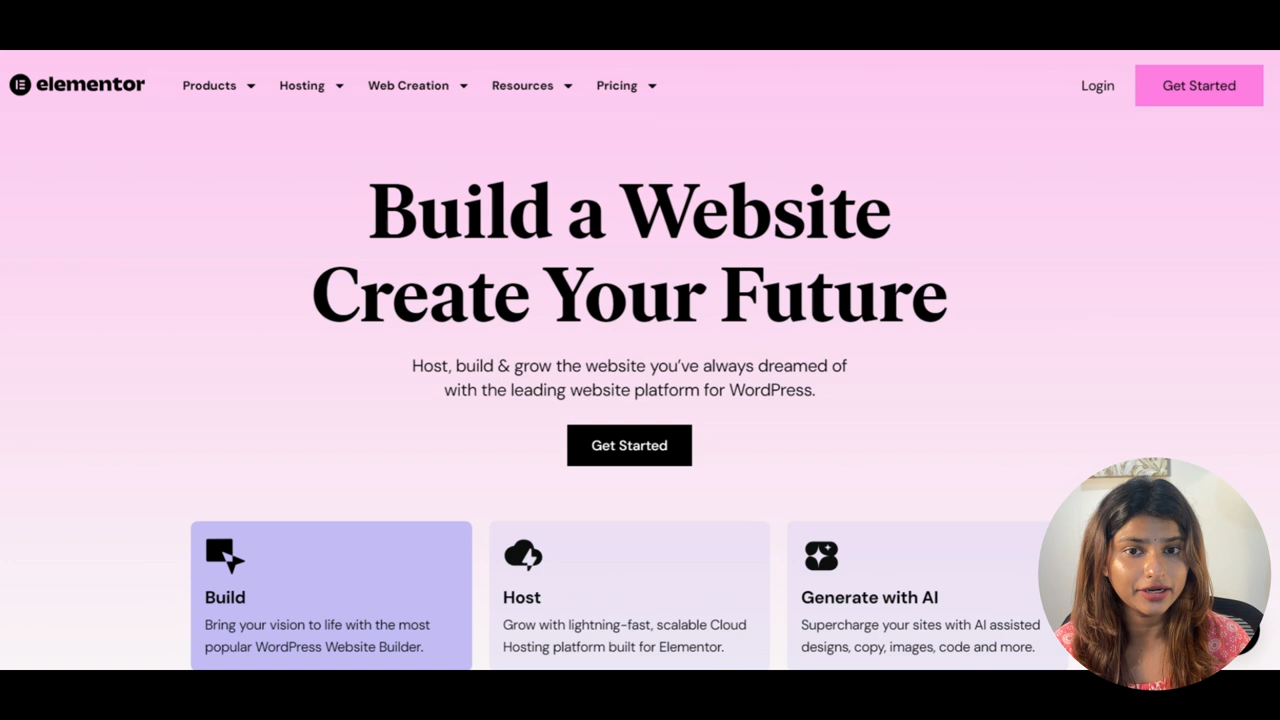 elementor
Products
Hosting
Web Creation
Resources
Pricing
Login
Get Started
Build a Website
Create Your Future
Host, build & grow the website you’ve always dreamed of
with the leading website platform for WordPress.
Get Started
Build
Bring your vision to life with the most
popular WordPress Website Builder.
Host
Grow with lightning-fast, scalable Cloud
Hosting platform built for Elementor.
Generate with AI
Supercharge your sites with AI assisted
designs, copy, images, code and more.